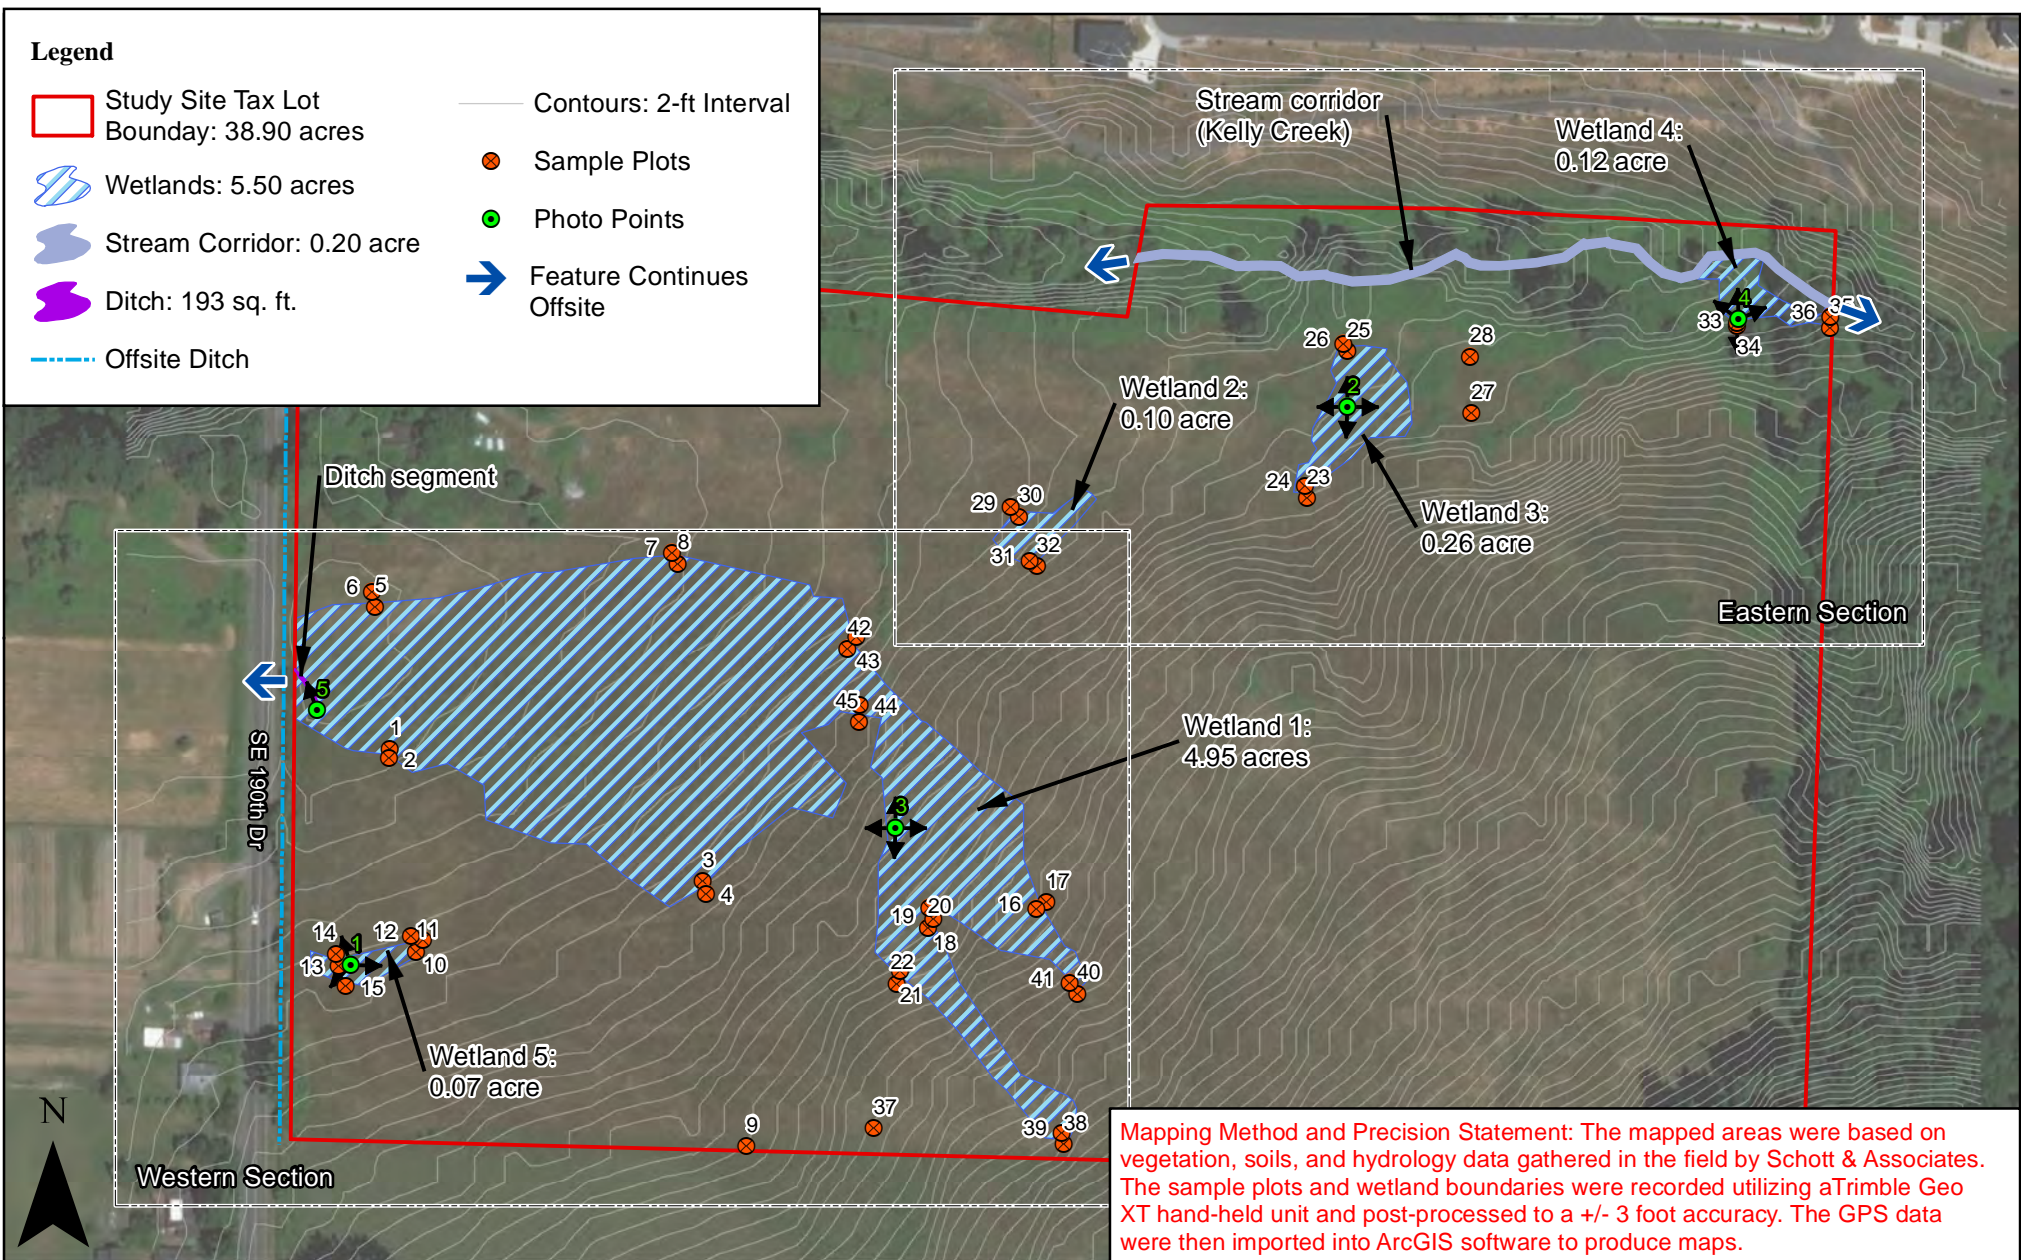 Legend
Study Site Tax Lot
Bounday: 38.90 acres
Wetlands: 5.50 acres
Stream Corridor: 0.20 acre
Ditch: 193 sq. ft.
Offsite Ditch
Contours: 2-ft Interval
Sample Plots
Photo Points
Feature Continues
Offsite
Stream corridor
(Kelly Creek)
Wetland 4:
0.12 acre
4
33
34
36
35
26
25
28
2
27
Wetland 2:
0.10 acre
24
23
29
30
Wetland 3:
0.26 acre
31
32
Eastern Section
Ditch segment
7
8
6
5
42
43
5
45
44
1
2
SE 190th Dr
Wetland 1:
4.95 acres
3
3
4
17
16
19
20
18
14
1
12
11
13
10
15
22
21
41
40
Wetland 5:
0.07 acre
N
9
37
39
38
Western Section
Mapping Method and Precision Statement: The mapped areas were based on
vegetation, soils, and hydrology data gathered in the field by Schott & Associates.
The sample plots and wetland boundaries were recorded utilizing aTrimble Geo
XT hand-held unit and post-processed to a +/- 3 foot accuracy. The GPS data
were then imported into ArcGIS software to produce maps.